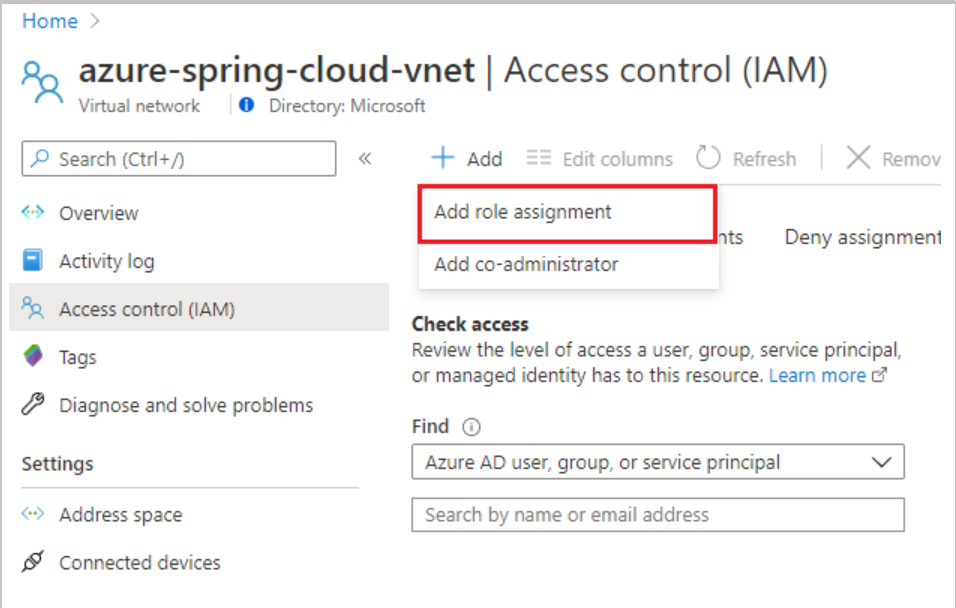 Home >
azure-spring-cloud-vnet | Access control (IAM)
Virtual network
Directory: Microsoft
Search (Ctrl+/)
«
Add
Edit columns
Refresh
Remov
Add role assignment
Add co-administrator
nts
Deny assignment
Overview
Activity log
Access control (IAM)
Tags
Diagnose and solve problems
Settings
Address space
Connected devices
Check access
Review the level of access a user, group, service principal,
or managed identity has to this resource. Learn more
Find
Azure AD user, group, or service principal
Search by name or email address